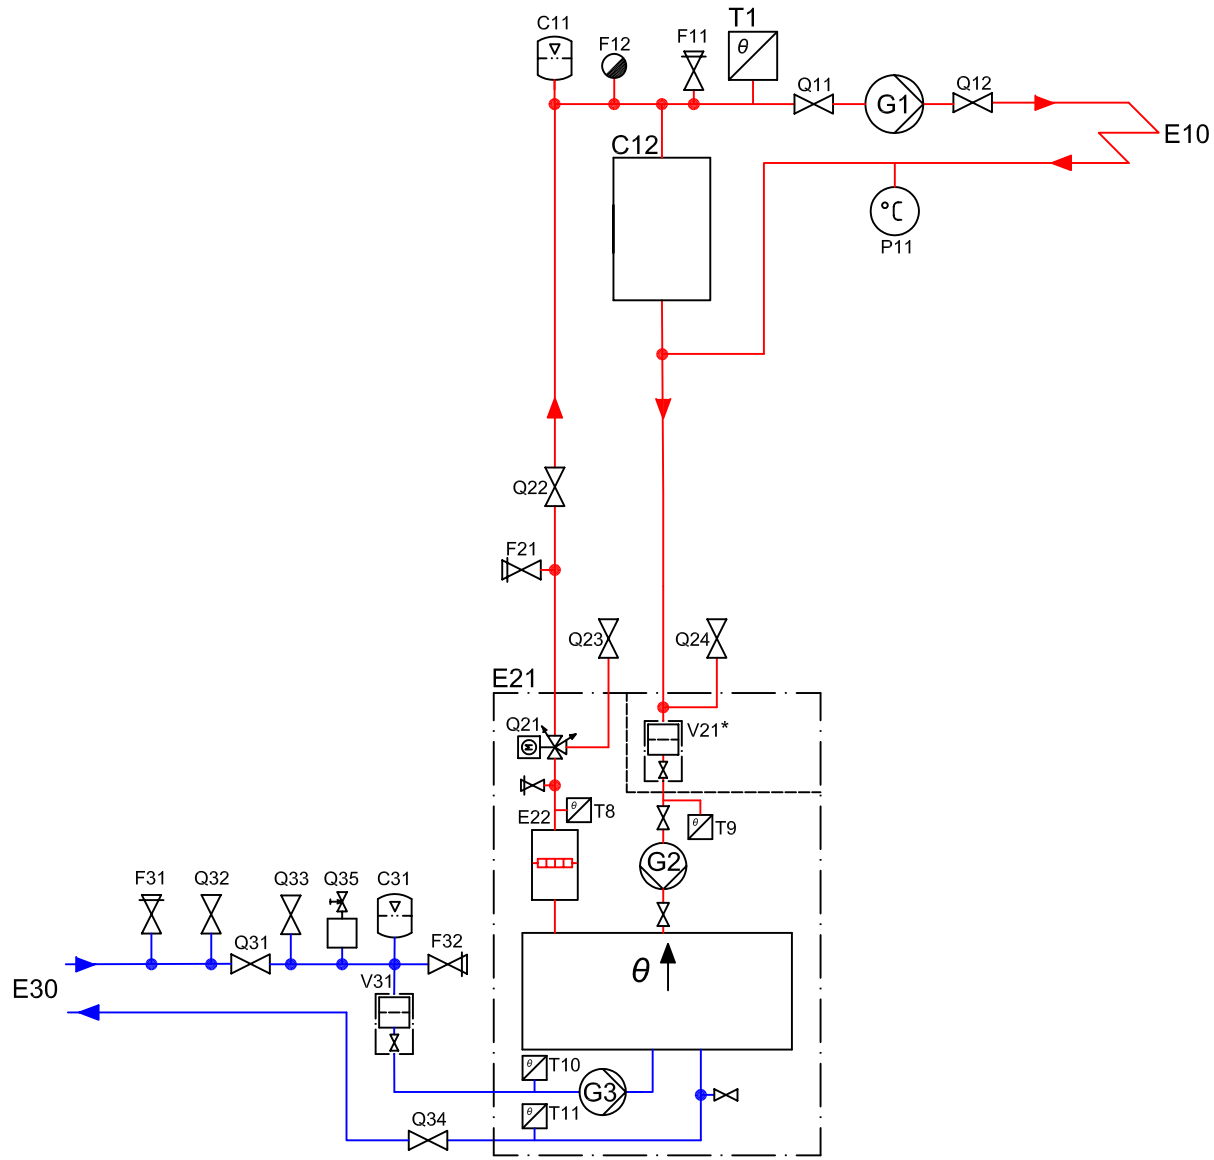 T1
C11
F11
F12
θ
Q11
Q12
G1
E10
C12
°C
P11
Q22
F21
Q23
Q24
E21
Q21
M
V21*
θ
T8
E22
θ
T9
G2
F31
Q32
Q33
Q35
C31
Q31
F32
θ
V31
E30
θ
T10
G3
θ
T11
Q34